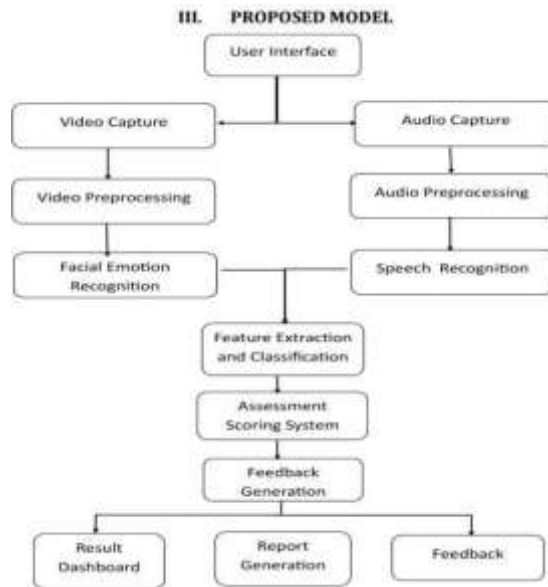 III. PROPOSED MODEL
User Interface
Video Capture
Audio Capture
Video Preprocessing
Audio Preprocessing
Facial Emotion
Recognition
Speech Recognition
Feature Extraction
and Classification
Assessment
Scoring System
Feedback
Generation
Result
Dashboard
Report
Generation
Feedback